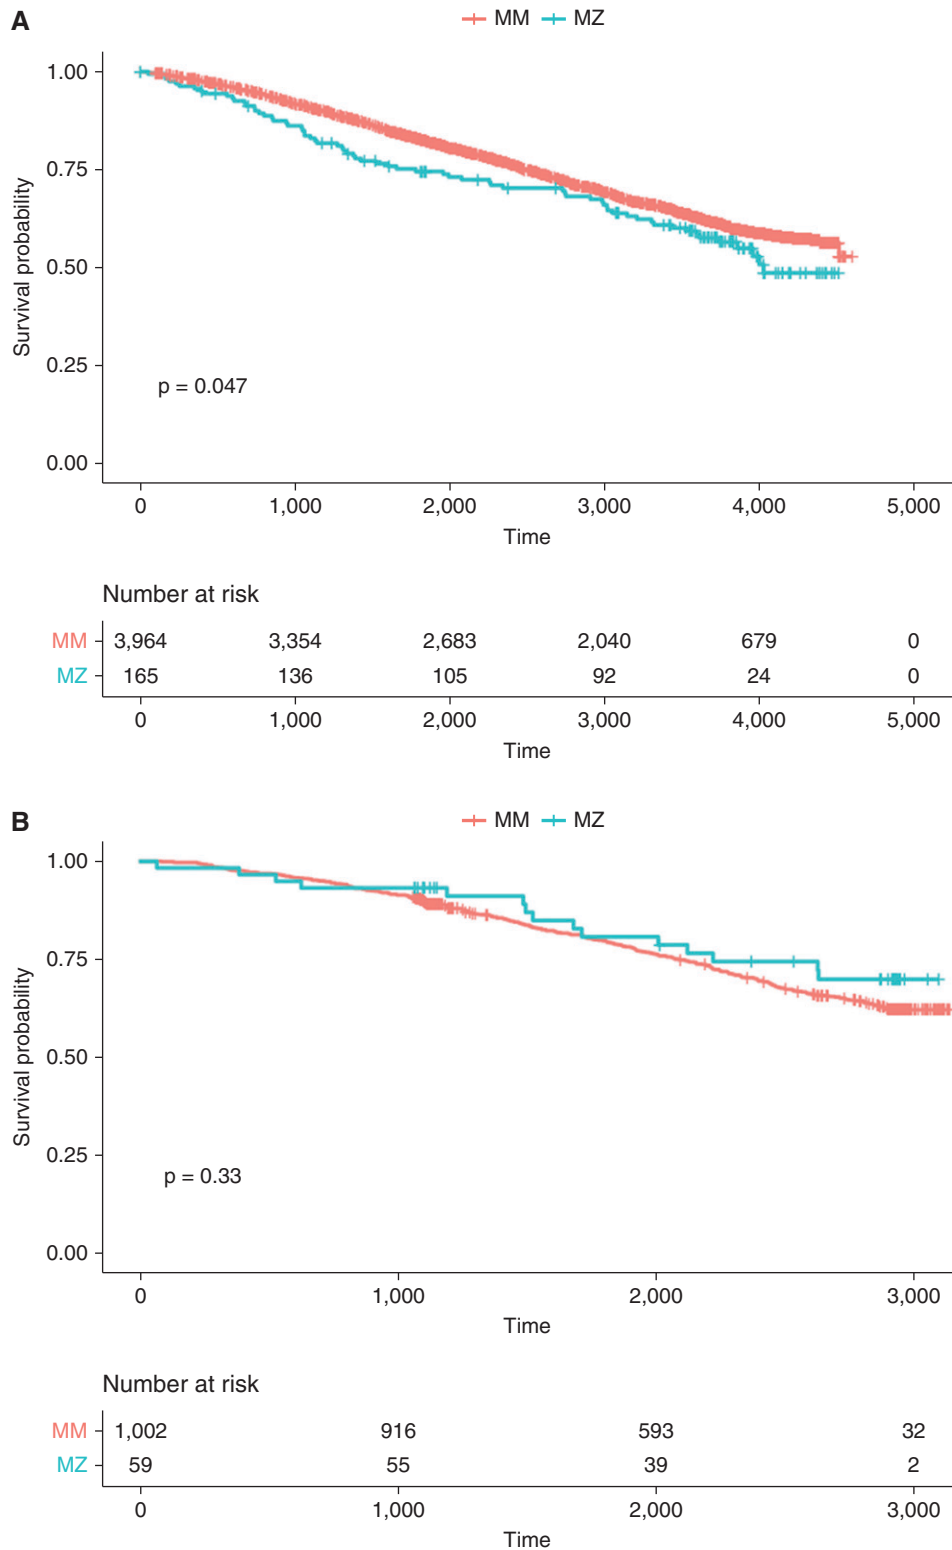 A
MM MZ
1.00
0.75
0.50
0.25
0.00
Survival probability
p = 0.047
0 1,000 2,000 3,000 4,000 5,000
Time
Number at risk
MM 3,964 3,354 2,683 2,040 679 0
MZ 165 136 105 92 24 0
0 1,000 2,000 3,000 4,000 5,000
Time
B
MM MZ
1.00
0.75
0.50
0.25
0.00
Survival probability
p = 0.33
0 1,000 2,000 3,000
Time
Number at risk
MM 1,002 916 593 32
MZ 59 55 39 2
0 1,000 2,000 3,000
Time